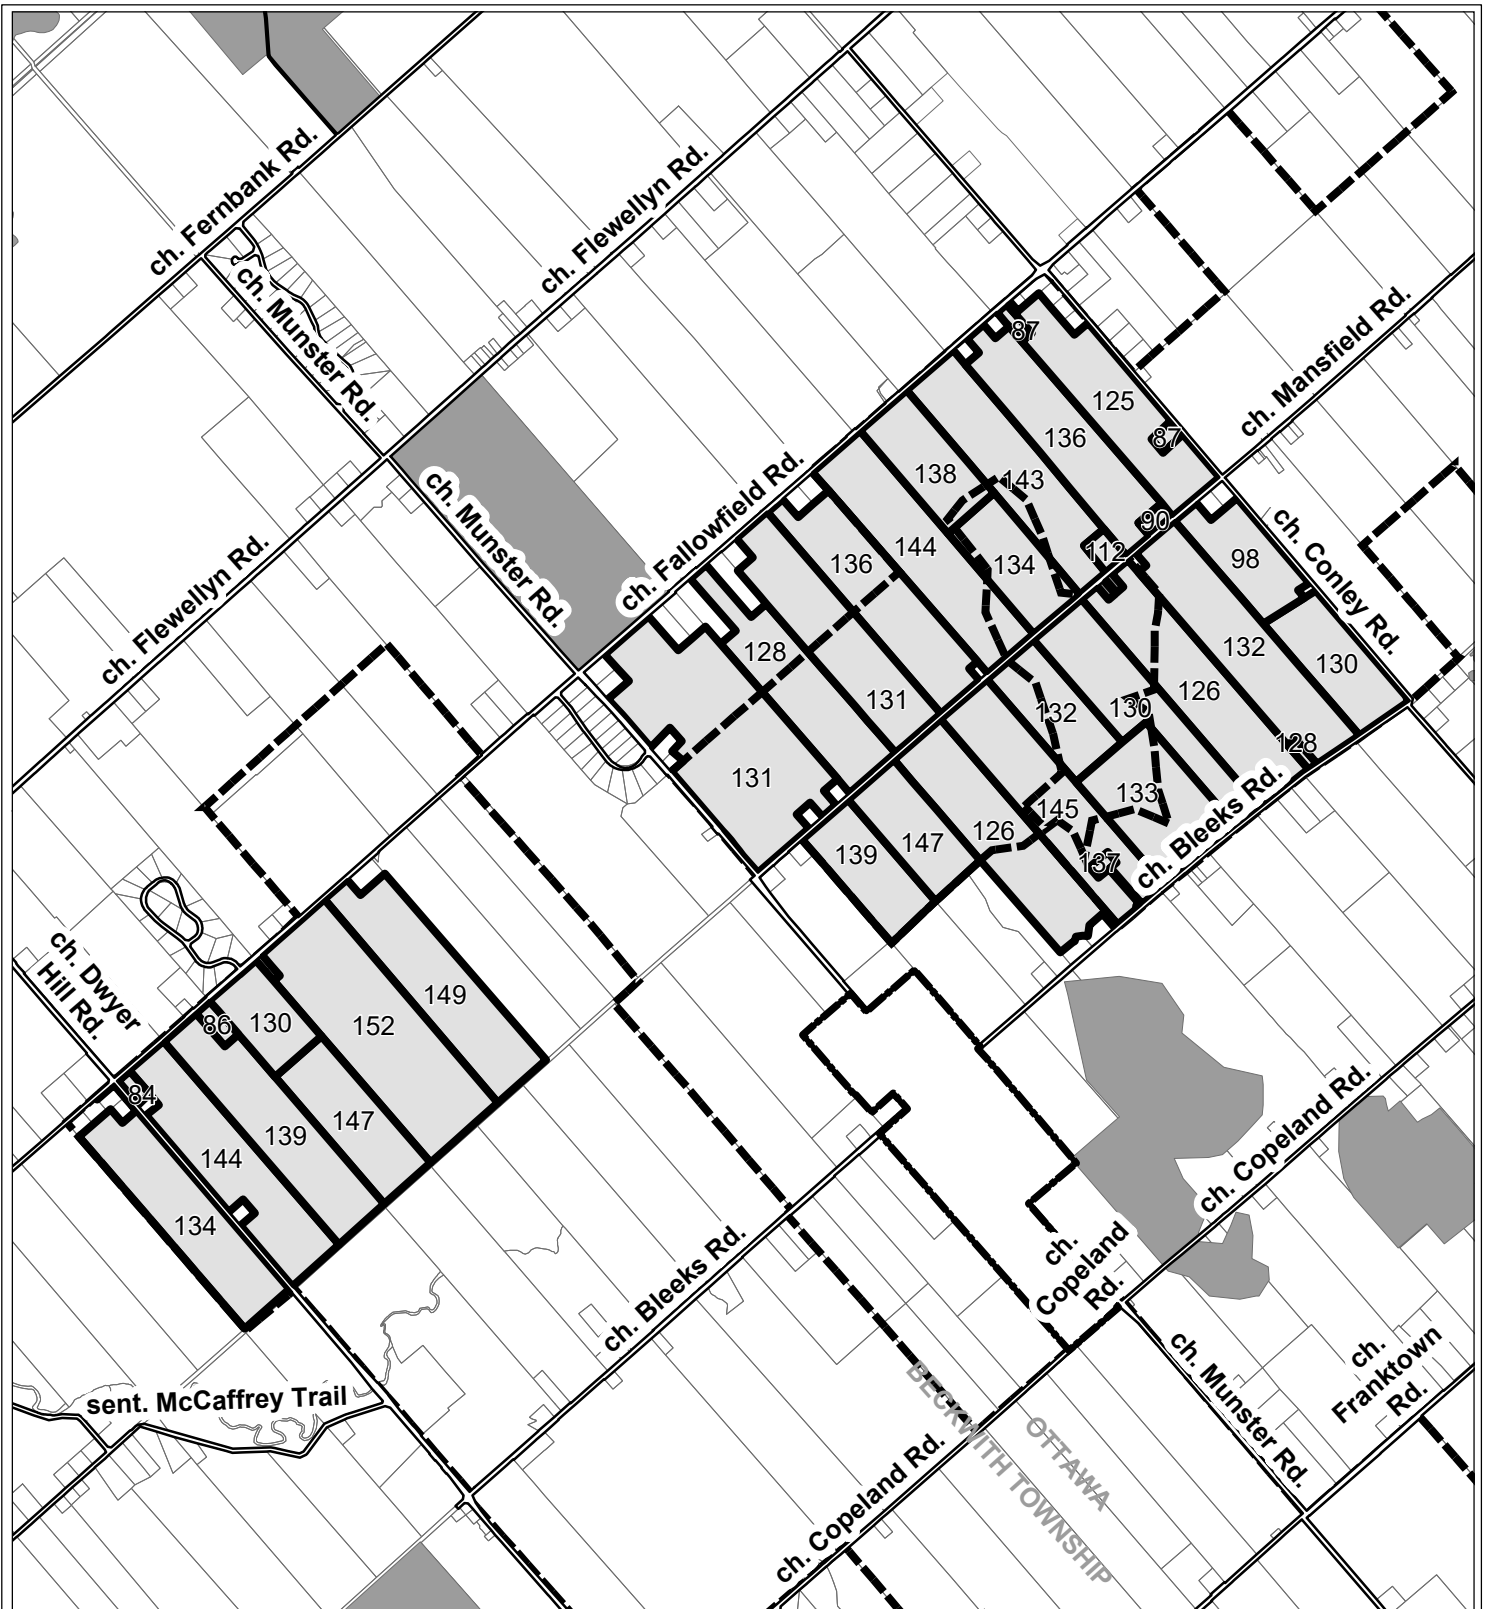 ch. Fernbank Rd.
ch. Flewellyn Rd.
ch. Munster Rd.
87
ch. Mansfield Rd.
125
136
87
138
143
ch. Munster Rd.
ch. Fallowfield Rd.
90
112
98
ch. Conley Rd.
136
144
134
ch. Flewellyn Rd.
128
132
130
131
132
130
126
128
131
133
145
ch. Bleeks Rd.
139
147
126
137
ch. Dwyer
Hill Rd.
86
130
152
149
84
144
139
147
134
ch. Copeland Rd.
ch.
Copeland
Rd.
ch. Bleeks Rd.
ch. Munster Rd.
ch.
Franktown
Rd.
sent. McCaffrey Trail
BECKWITH TOWNSHIP
OTTAWA
ch. Copeland Rd.